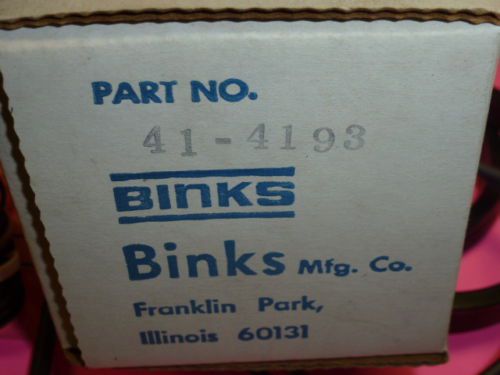 PART NO.
41-4193
BINKS
Binks Mfg. Co.
Franklin Park,
Illinois 60131